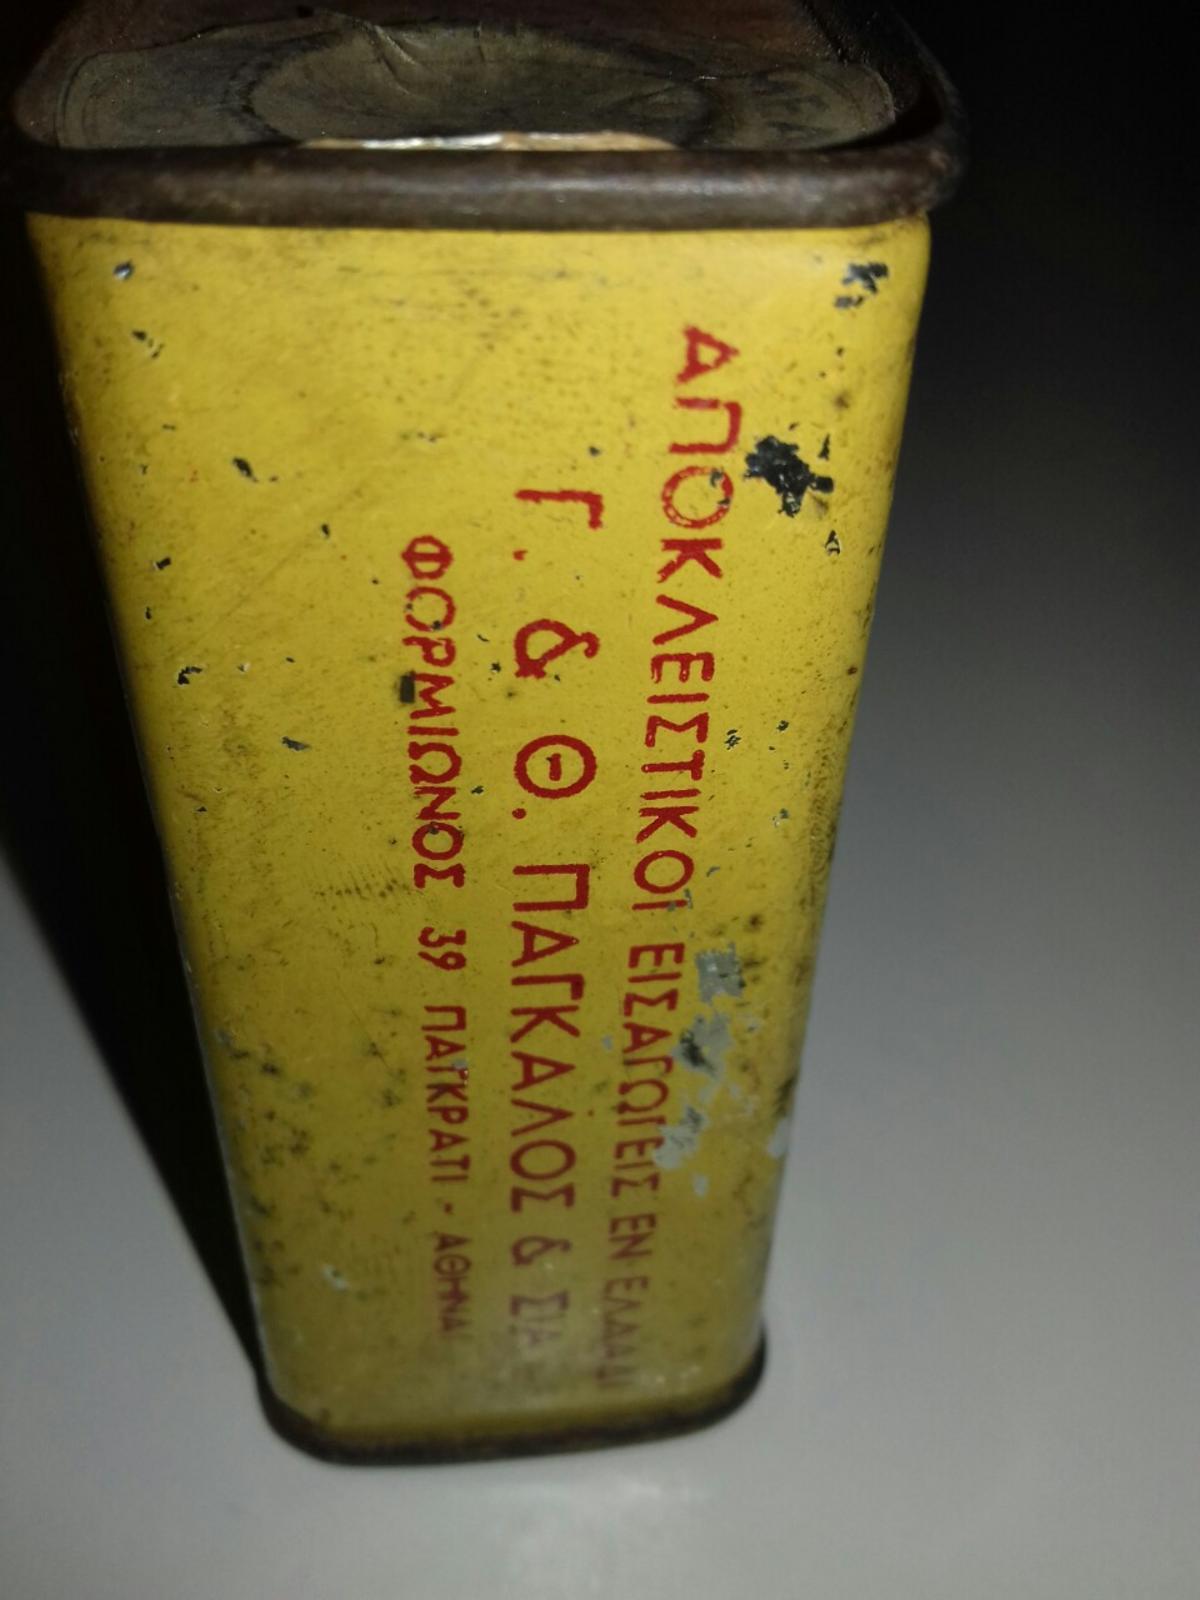 ΑΠΟΚΛΕΙΣΤΙΚΟΙ ΕΙΣΑΓΩΓΕΙΣ ΕΝ ΕΛΛΑΔΙ
Γ. & Θ. ΠΑΓΚΑΛΟΣ & ΣΙΑ
ΦΟΡΜΙΩΝΟΣ 39 ΠΑΓΚΡΑΤΙ - ΑΘΗΝΑΙ